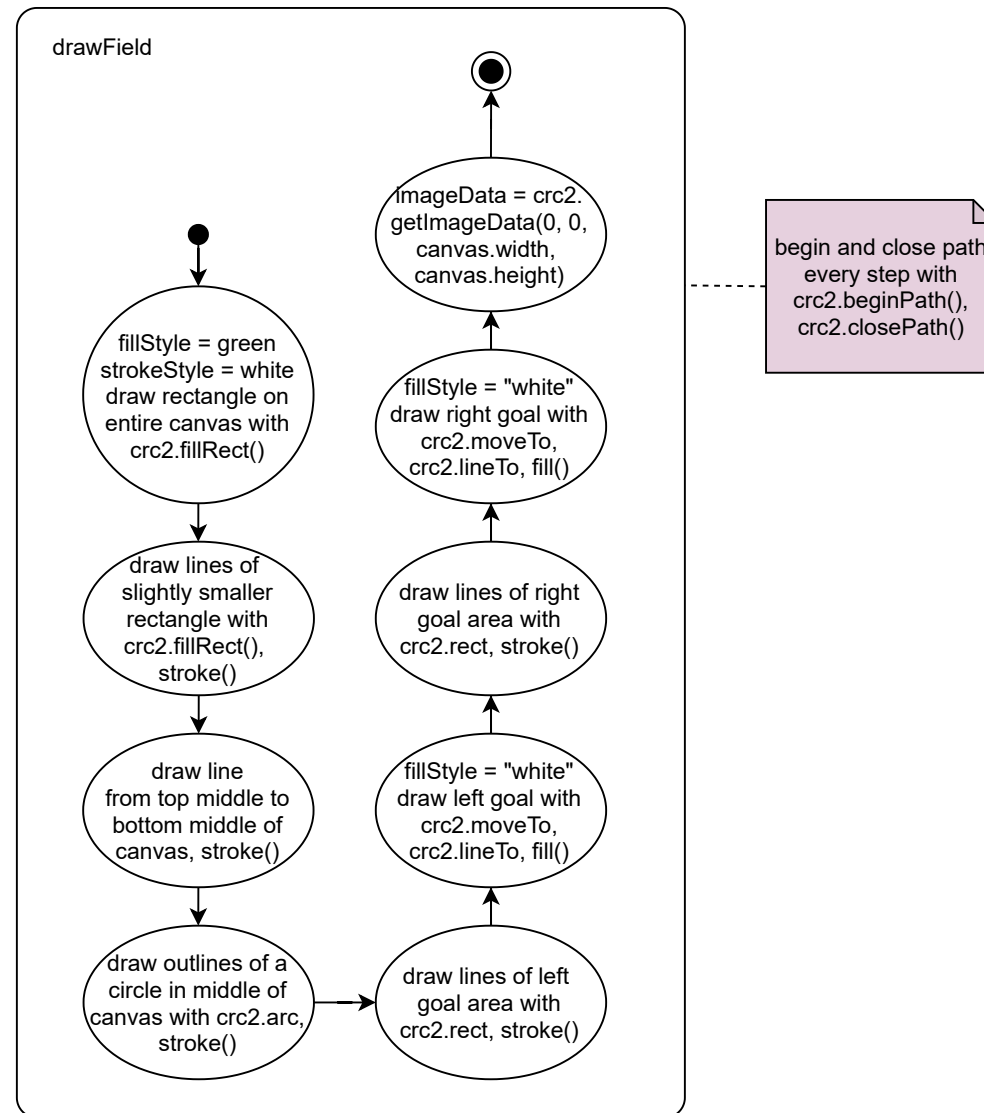 drawField
fillStyle = green
strokeStyle = white
draw rectangle on
entire canvas with
crc2.fillRect()
draw lines of
slightly smaller
rectangle with
crc2.fillRect(),
stroke()
draw line
from top middle to
bottom middle of
canvas, stroke()
draw outlines of a
circle in middle of
canvas with crc2.arc,
stroke()
draw lines of left
goal area with
crc2.rect, stroke()
fillStyle = "white"
draw left goal with
crc2.moveTo,
crc2.lineTo, fill()
draw lines of right
goal area with
crc2.rect, stroke()
fillStyle = "white"
draw right goal with
crc2.moveTo,
crc2.lineTo, fill()
imageData = crc2.
getImageData(0, 0,
canvas.width,
canvas.height)
begin and close path
every step with
crc2.beginPath(),
crc2.closePath()